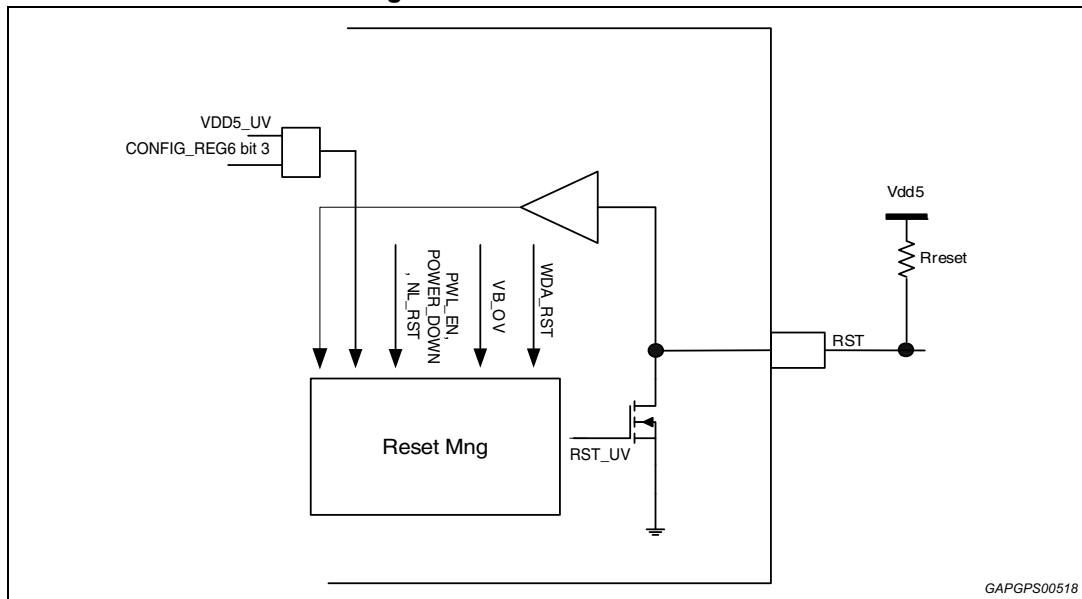 VDD5_UV
CONFIG_REG6 bit 3
Vdd5
Rreset
PWL_EN,
POWER_DOWN
, NL_RST
VB_OV
WDA_RST
RST
Reset Mng
RST_UV
GAPGPS00518